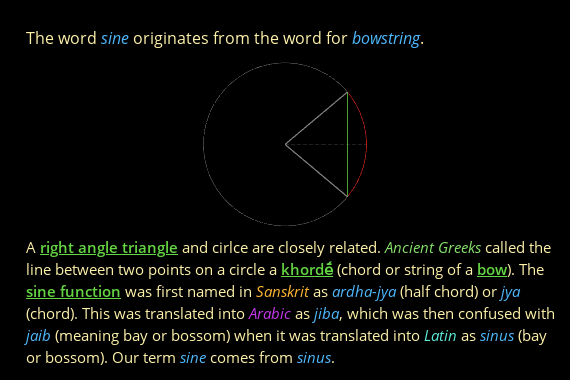 The word sine originates from the word for bowstring.
A right angle triangle and cirlce are closely related. Ancient Greeks called the
line between two points on a circle a khordḗ (chord or string of a bow). The
sine function was first named in Sanskrit as ardha-jya (half chord) or jya
(chord). This was translated into Arabic as jiba, which was then confused with
jaib (meaning bay or bossom) when it was translated into Latin as sinus (bay
or bossom). Our term sine comes from sinus.